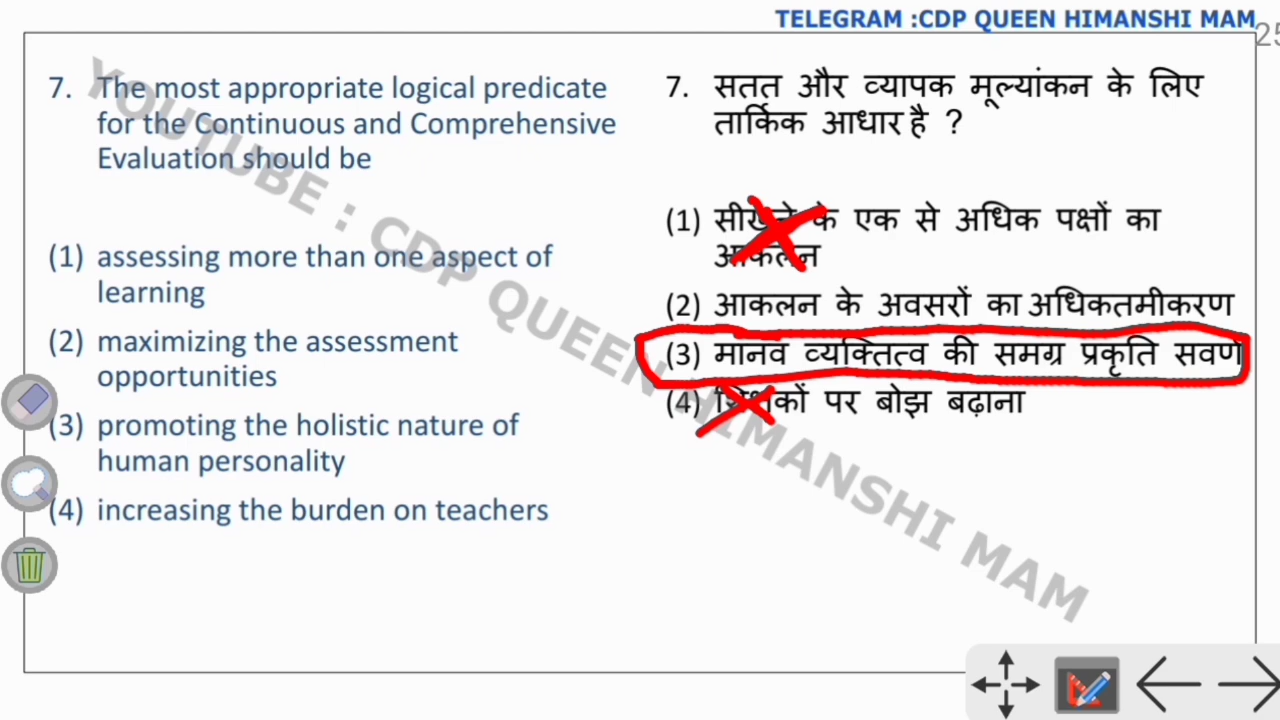 TELEGRAM :CDP QUEEN HIMANSHI MAM
25
7. The most appropriate logical predicate
for the Continuous and Comprehensive
Evaluation should be
(1) assessing more than one aspect of
learning
(2) maximizing the assessment
opportunities
(3) promoting the holistic nature of
human personality
(4) increasing the burden on teachers
7. सतत और व्यापक मूल्यांकन के लिए
तार्किक आधार है ?
(1) सीखने के एक से अधिक पक्षों का
आकलन
(2) आकलन के अवसरों का अधिकतमीकरण
(3) मानव व्यक्तित्व की समग्र प्रकृति सवर्ण
(4) शिक्षकों पर बोझ बढ़ाना
YOUTUBE : CDP QUEEN HIMANSHI MAM